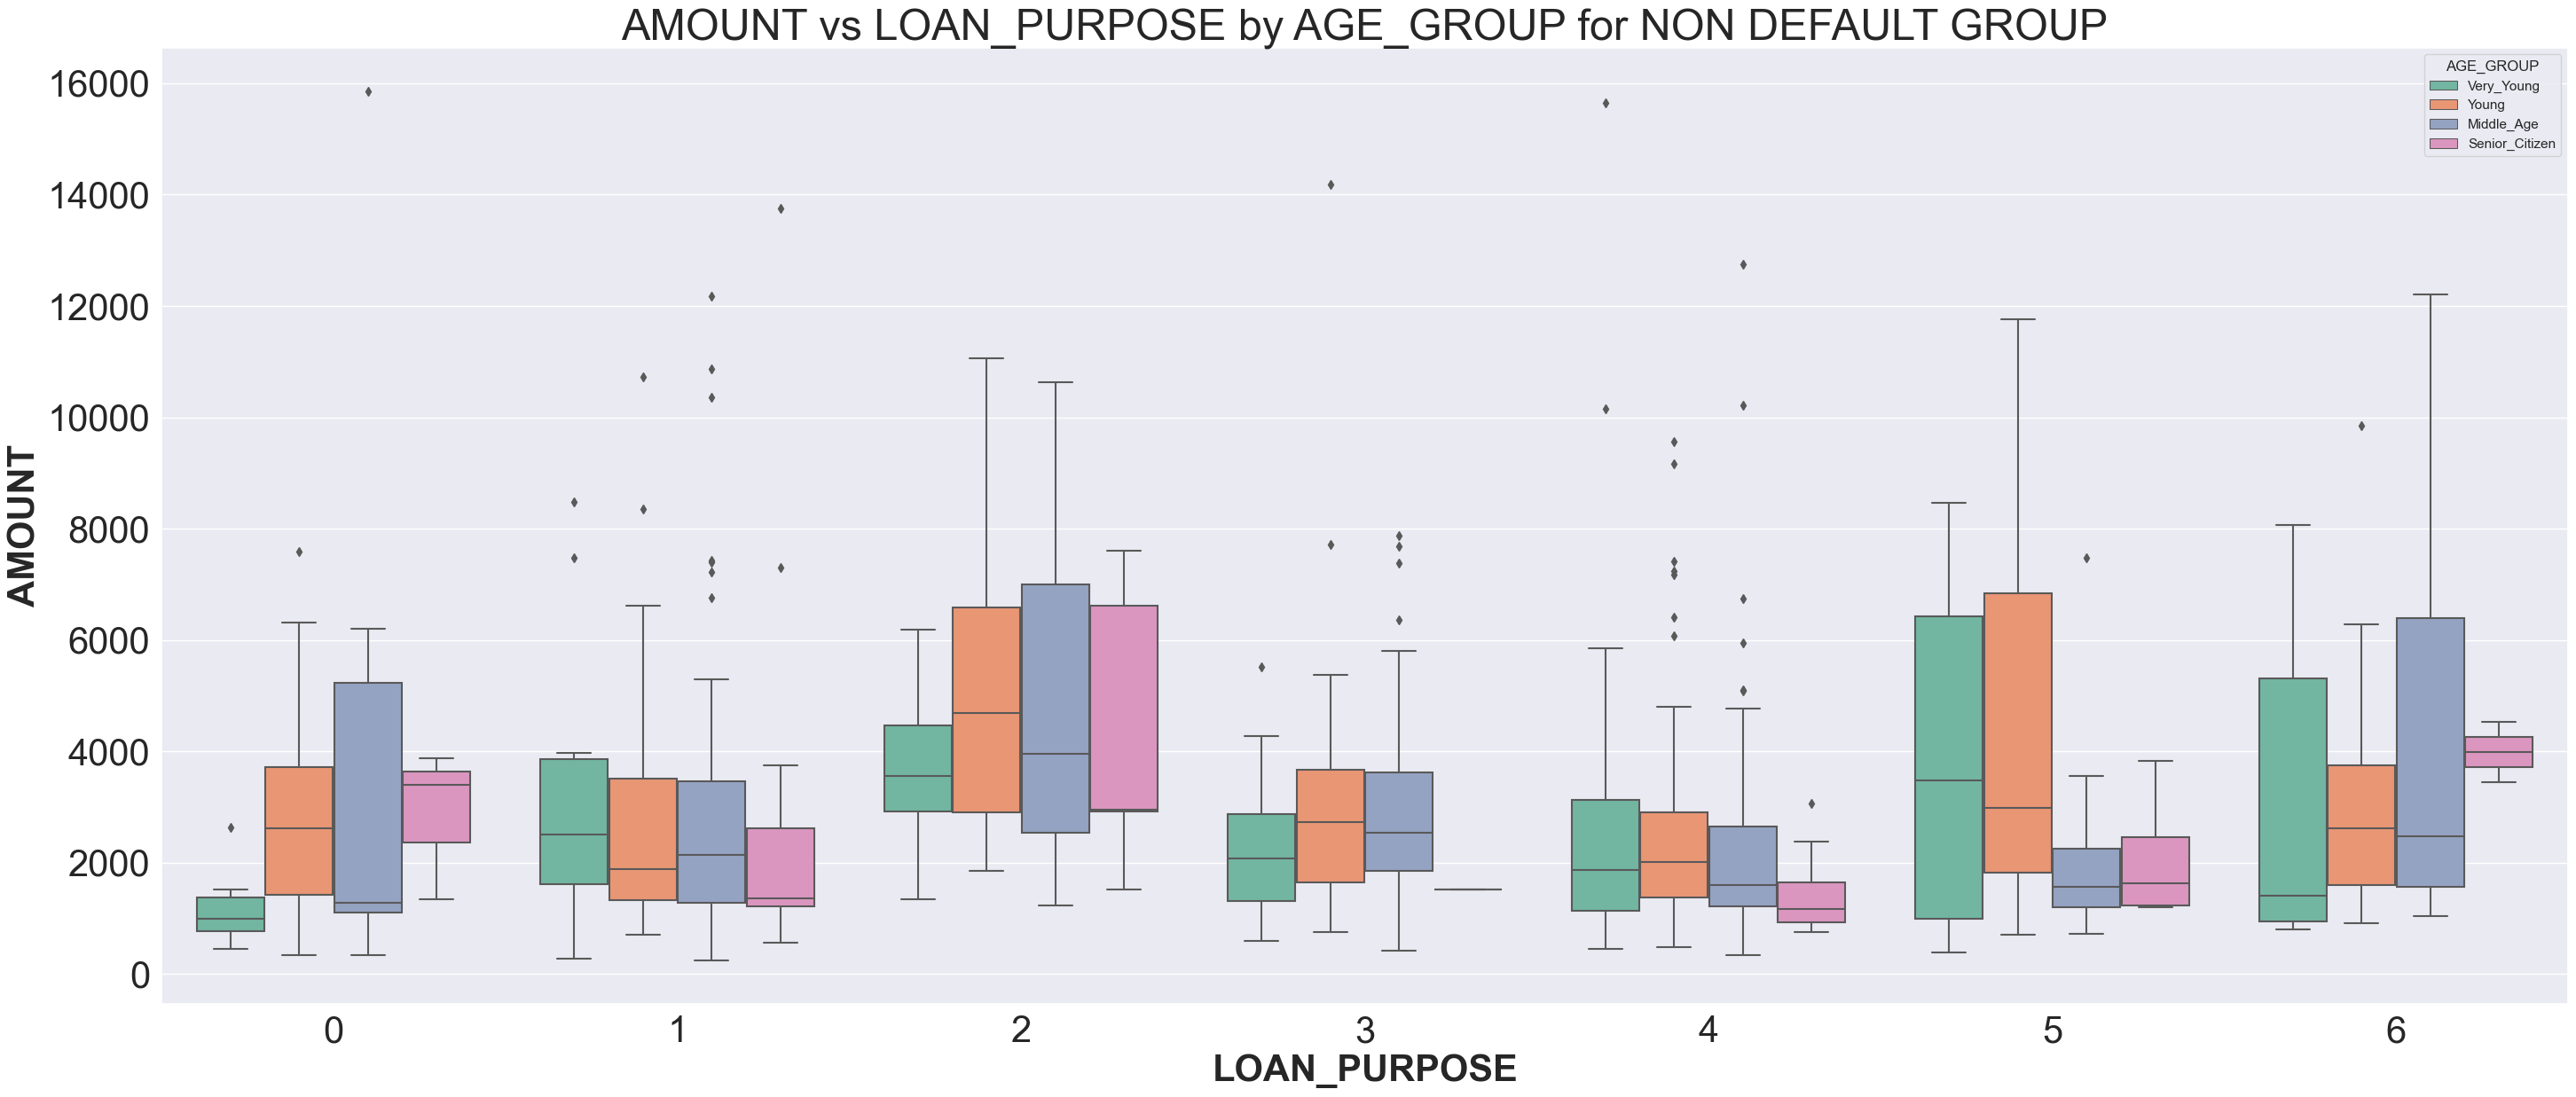 AMOUNT vs LOAN_PURPOSE by AGE_GROUP for NON DEFAULT GROUP
AGE_GROUP
Very_Young
Young
Middle_Age
Senior_Citizen
AMOUNT
16000
14000
12000
10000
8000
6000
4000
2000
0
0 1 2 3 4 5 6
LOAN_PURPOSE